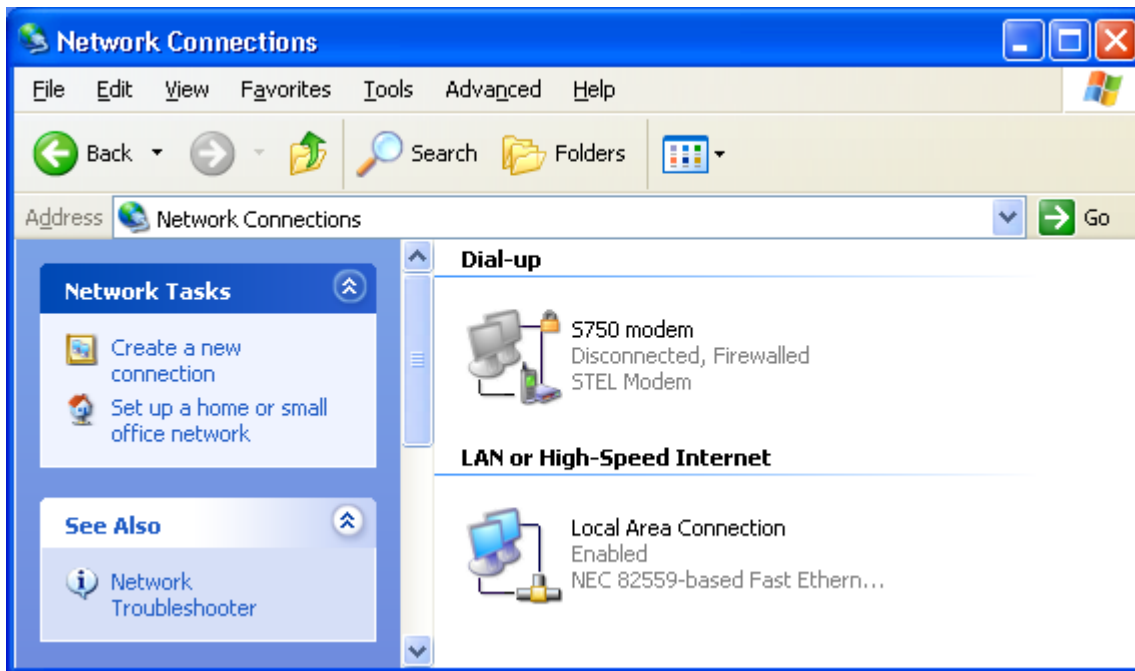 Network Connections
File Edit View Favorites Tools Advanced Help
Back Search Folders
Address Network Connections Go
Network Tasks
Create a new
connection
Set up a home or small
office network
See Also
Network
Troubleshooter
Dial-up
S750 modem
Disconnected, Firewalled
STEL Modem
LAN or High-Speed Internet
Local Area Connection
Enabled
NEC 82559-based Fast Ethern...